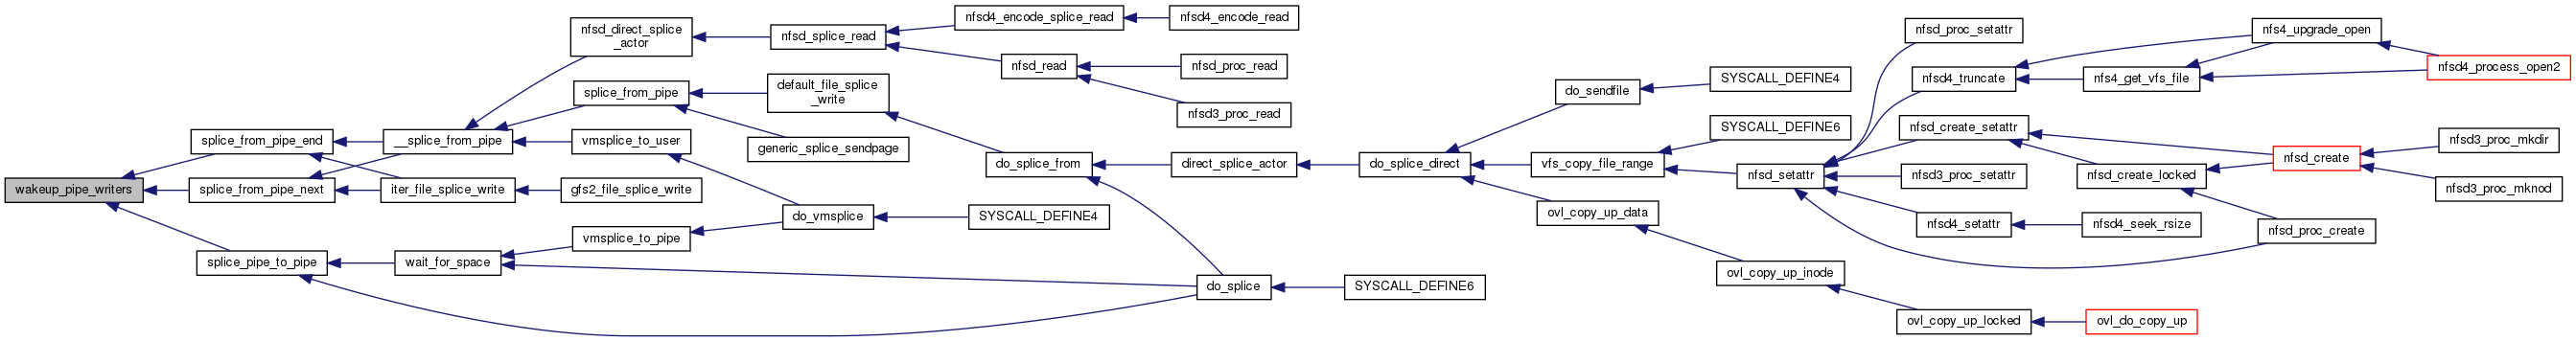 wakeup_pipe_writers
splice_from_pipe_end
splice_from_pipe_next
splice_pipe_to_pipe
__splice_from_pipe
iter_file_splice_write
wait_for_space
nfsd_direct_splice
_actor
splice_from_pipe
vmsplice_to_user
gfs2_file_splice_write
vmsplice_to_pipe
nfsd_splice_read
default_file_splice
_write
generic_splice_sendpage
do_vmsplice
nfsd4_encode_splice_read
nfsd_read
do_splice_from
SYSCALL_DEFINE4
nfsd4_encode_read
nfsd_proc_read
nfsd3_proc_read
direct_splice_actor
do_splice
do_splice_direct
SYSCALL_DEFINE6
do_sendfile
vfs_copy_file_range
ovl_copy_up_data
SYSCALL_DEFINE4
SYSCALL_DEFINE6
nfsd_setattr
ovl_copy_up_inode
nfsd_proc_setattr
nfsd4_truncate
nfsd_create_setattr
nfsd3_proc_setattr
nfsd4_setattr
ovl_copy_up_locked
nfs4_get_vfs_file
nfsd_create_locked
nfsd4_seek_rsize
ovl_do_copy_up
nfs4_upgrade_open
nfsd_create
nfsd_proc_create
nfsd4_process_open2
nfsd3_proc_mkdir
nfsd3_proc_mknod